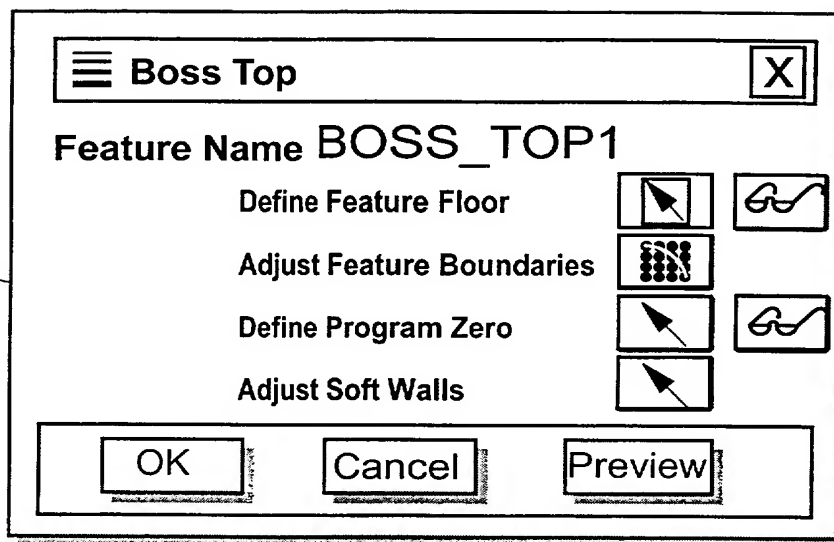 Boss Top X
Feature Name BOSS_TOP1
Define Feature Floor
Adjust Feature Boundaries
Define Program Zero
Adjust Soft Walls
OK Cancel Preview